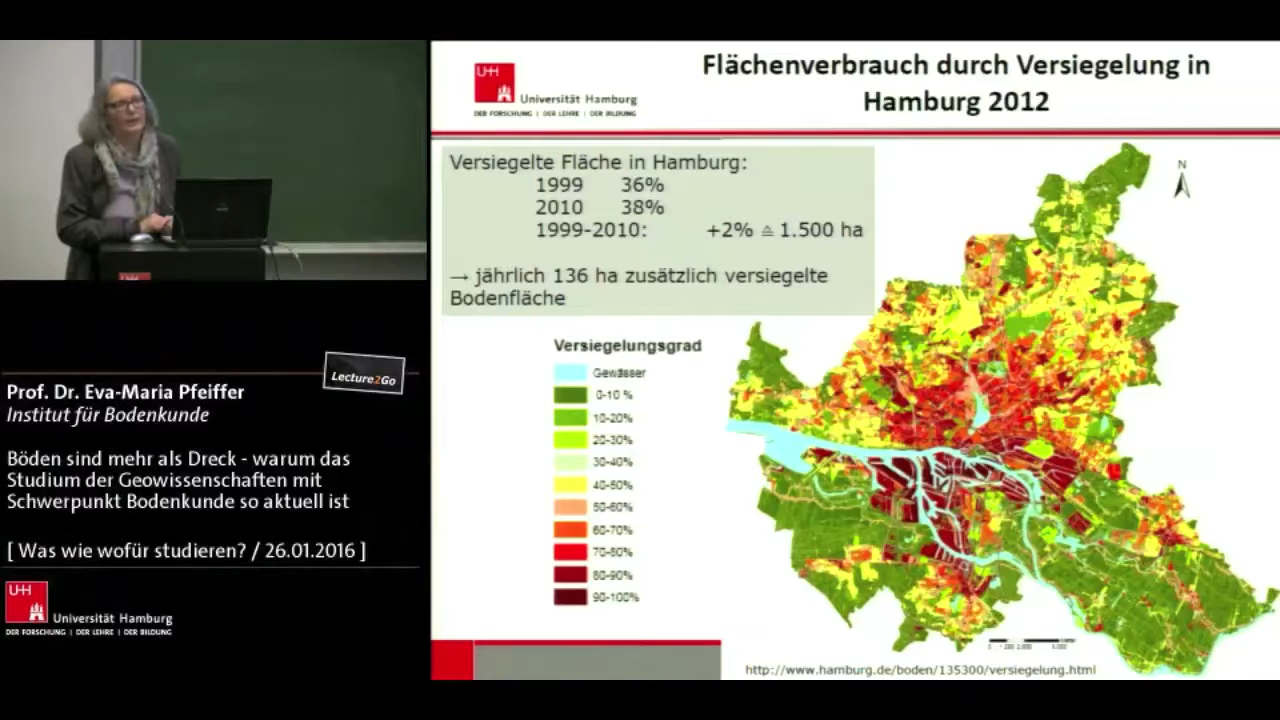 Lecture2Go
Prof. Dr. Eva-Maria Pfeiffer
Institut für Bodenkunde
Böden sind mehr als Dreck - warum das
Studium der Geowissenschaften mit
Schwerpunkt Bodenkunde so aktuell ist
[ Was wie wofür studieren? / 26.01.2016 ]
UHH
Universität Hamburg
DER FORSCHUNG | DER LEHRE | DER BILDUNG
UHH
Universität Hamburg
DER FORSCHUNG | DER LEHRE | DER BILDUNG
Flächenverbrauch durch Versiegelung in
Hamburg 2012
Versiegelte Fläche in Hamburg:
1999 36%
2010 38%
1999-2010: +2% ≙ 1.500 ha
→ jährlich 136 ha zusätzlich versiegelte
Bodenfläche
N
Versiegelungsgrad
Gewässer
0-10 %
10-20%
20-30%
30-40%
40-50%
50-60%
60-70%
70-80%
80-90%
90-100%
http://www.hamburg.de/boden/135300/versiegelung.html